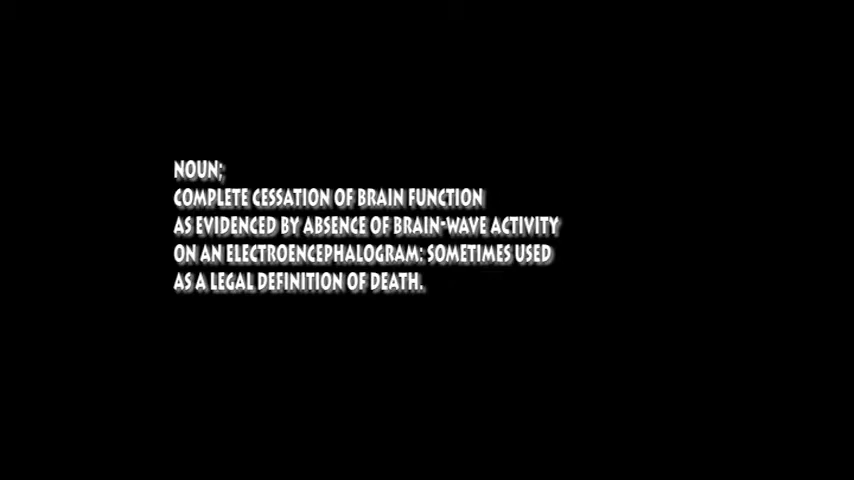 NOUN;
COMPLETE CESSATION OF BRAIN FUNCTION
AS EVIDENCED BY ABSENCE OF BRAIN-WAVE ACTIVITY
ON AN ELECTROENCEPHALOGRAM: SOMETIMES USED
AS A LEGAL DEFINITION OF DEATH.